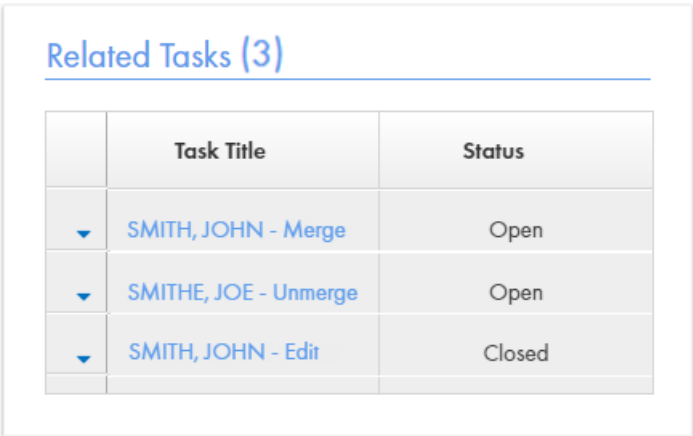 Related Tasks (3)
Task Title Status
SMITH, JOHN - Merge Open
SMITHE, JOE - Unmerge Open
SMITH, JOHN - Edit Closed